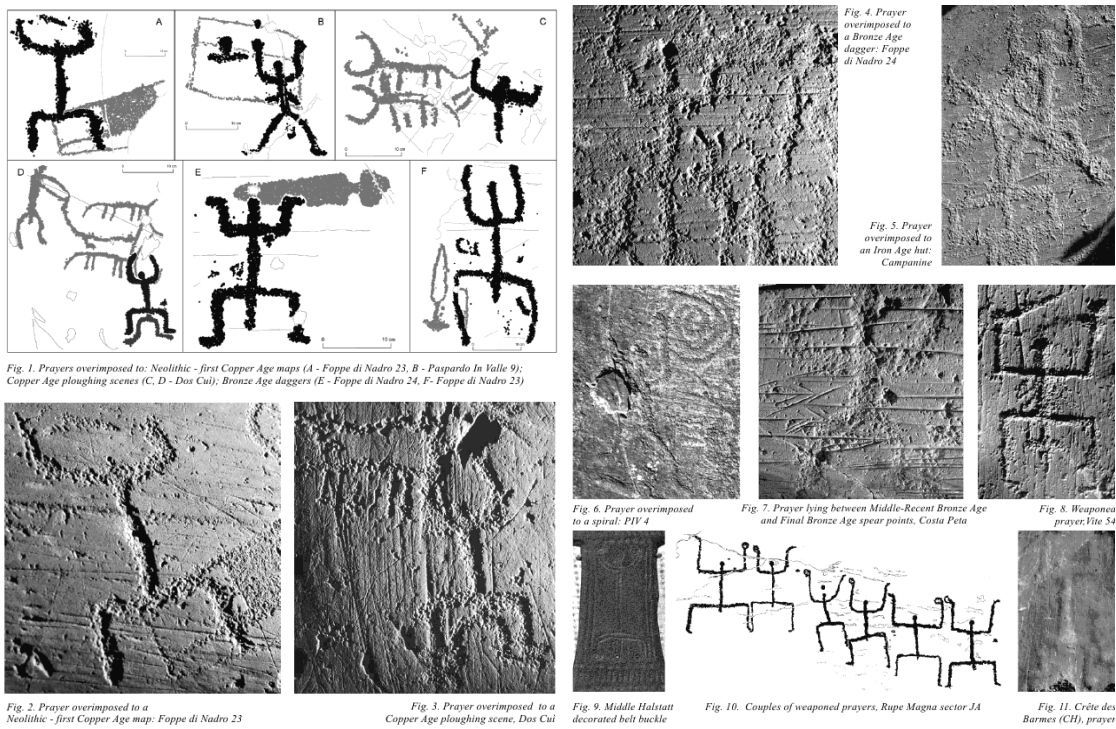 A
B
C
D
E
F
10 cm
Fig. 1. Prayers overimposed to: Neolithic - first Copper Age maps (A - Foppe di Nadro 23, B - Paspardo In Valle 9);
Copper Age ploughing scenes (C, D - Dos Cui); Bronze Age daggers (E - Foppe di Nadro 24, F- Foppe di Nadro 23)
Fig. 2. Prayer overimposed to a
Neolithic - first Copper Age map: Foppe di Nadro 23
Fig. 3. Prayer overimposed to a
Copper Age ploughing scene, Dos Cui
Fig. 4. Prayer
overimposed to
a Bronze Age
dagger: Foppe
di Nadro 24
Fig. 5. Prayer
overimposed to
an Iron Age hut:
Campanine
Fig. 6. Prayer overimposed
to a spiral: PIV 4
Fig. 7. Prayer lying between Middle-Recent Bronze Age
and Final Bronze Age spear points, Costa Peta
Fig. 8. Weaponed
prayer,Vite 54
Fig. 9. Middle Halstatt
decorated belt buckle
Fig. 10. Couples of weaponed prayers, Rupe Magna sector JA
Fig. 11. Crête des
Barmes (CH), prayer